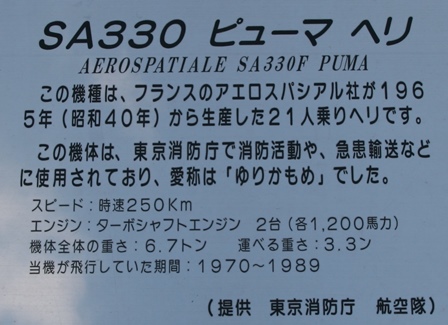 SA330 ピューマ ヘリ
AEROSPATIALE SA330F PUMA
この機種は、フランスのアエロスパシアル社が196
5年（昭和40年）から生産した21人乗りヘリです。
この機体は、東京消防庁で消防活動や、急患輸送など
に使用されており、愛称は「ゆりかもめ」でした。
スピード：時速250Km
エンジン：ターボシャフトエンジン 2台（各1,200馬力）
機体全体の重さ：6.7トン 運べる重さ：3.3ン
当機が飛行していた期間：1970～1989
（提供 東京消防庁 航空隊）